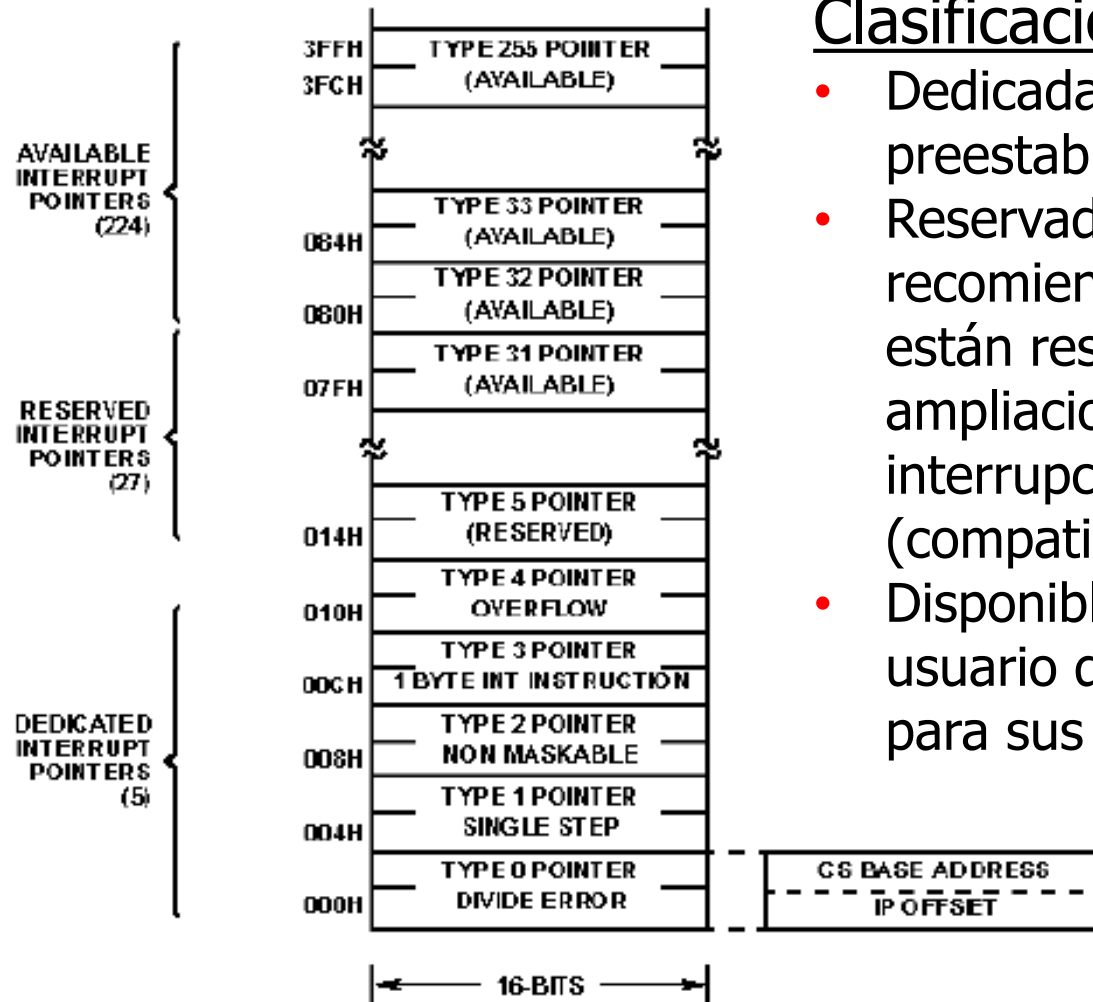 3FFH
TYPE 255 POINTER
3FCH
(AVAILABLE)
AVAILABLE
INTERRUPT
POINTERS
(224)
TYPE 33 POINTER
084H
(AVAILABLE)
TYPE 32 POINTER
080H
(AVAILABLE)
TYPE 31 POINTER
07FH
(AVAILABLE)
RESERVED
INTERRUPT
POINTERS
(27)
TYPE 5 POINTER
014H
(RESERVED)
TYPE 4 POINTER
010H
OVERFLOW
TYPE 3 POINTER
00CH
1 BYTE INT INSTRUCTION
DEDICATED
INTERRUPT
POINTERS
(5)
TYPE 2 POINTER
008H
NON MASKABLE
TYPE 1 POINTER
004H
SINGLE STEP
TYPE 0 POINTER
000H
DIVIDE ERROR
CS BASE ADDRESS
IP OFFSET
16-BITS
Clasificaci
• Dedicada
preestab
• Reservad
recomien
están res
ampliacio
interrupc
(compati
• Disponibl
usuario
para sus